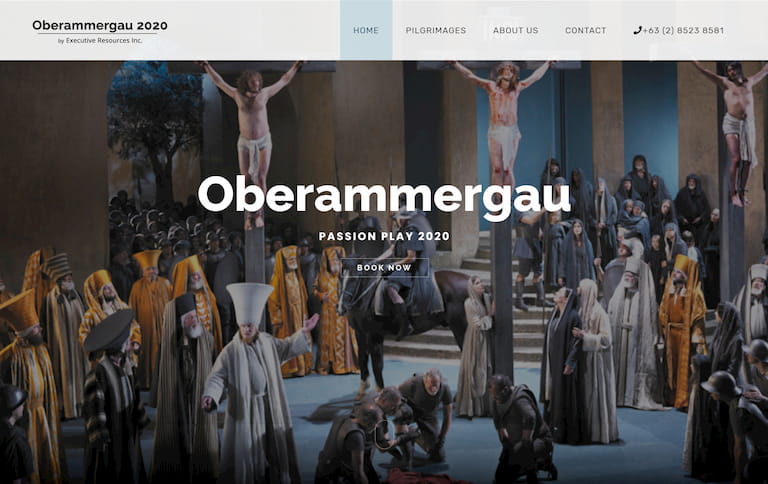 Oberammergau 2020
by Executive Resources Inc.
HOME PILGRIMAGES ABOUT US CONTACT +63 (2) 8523 8581
Oberammergau
PASSION PLAY 2020
BOOK NOW